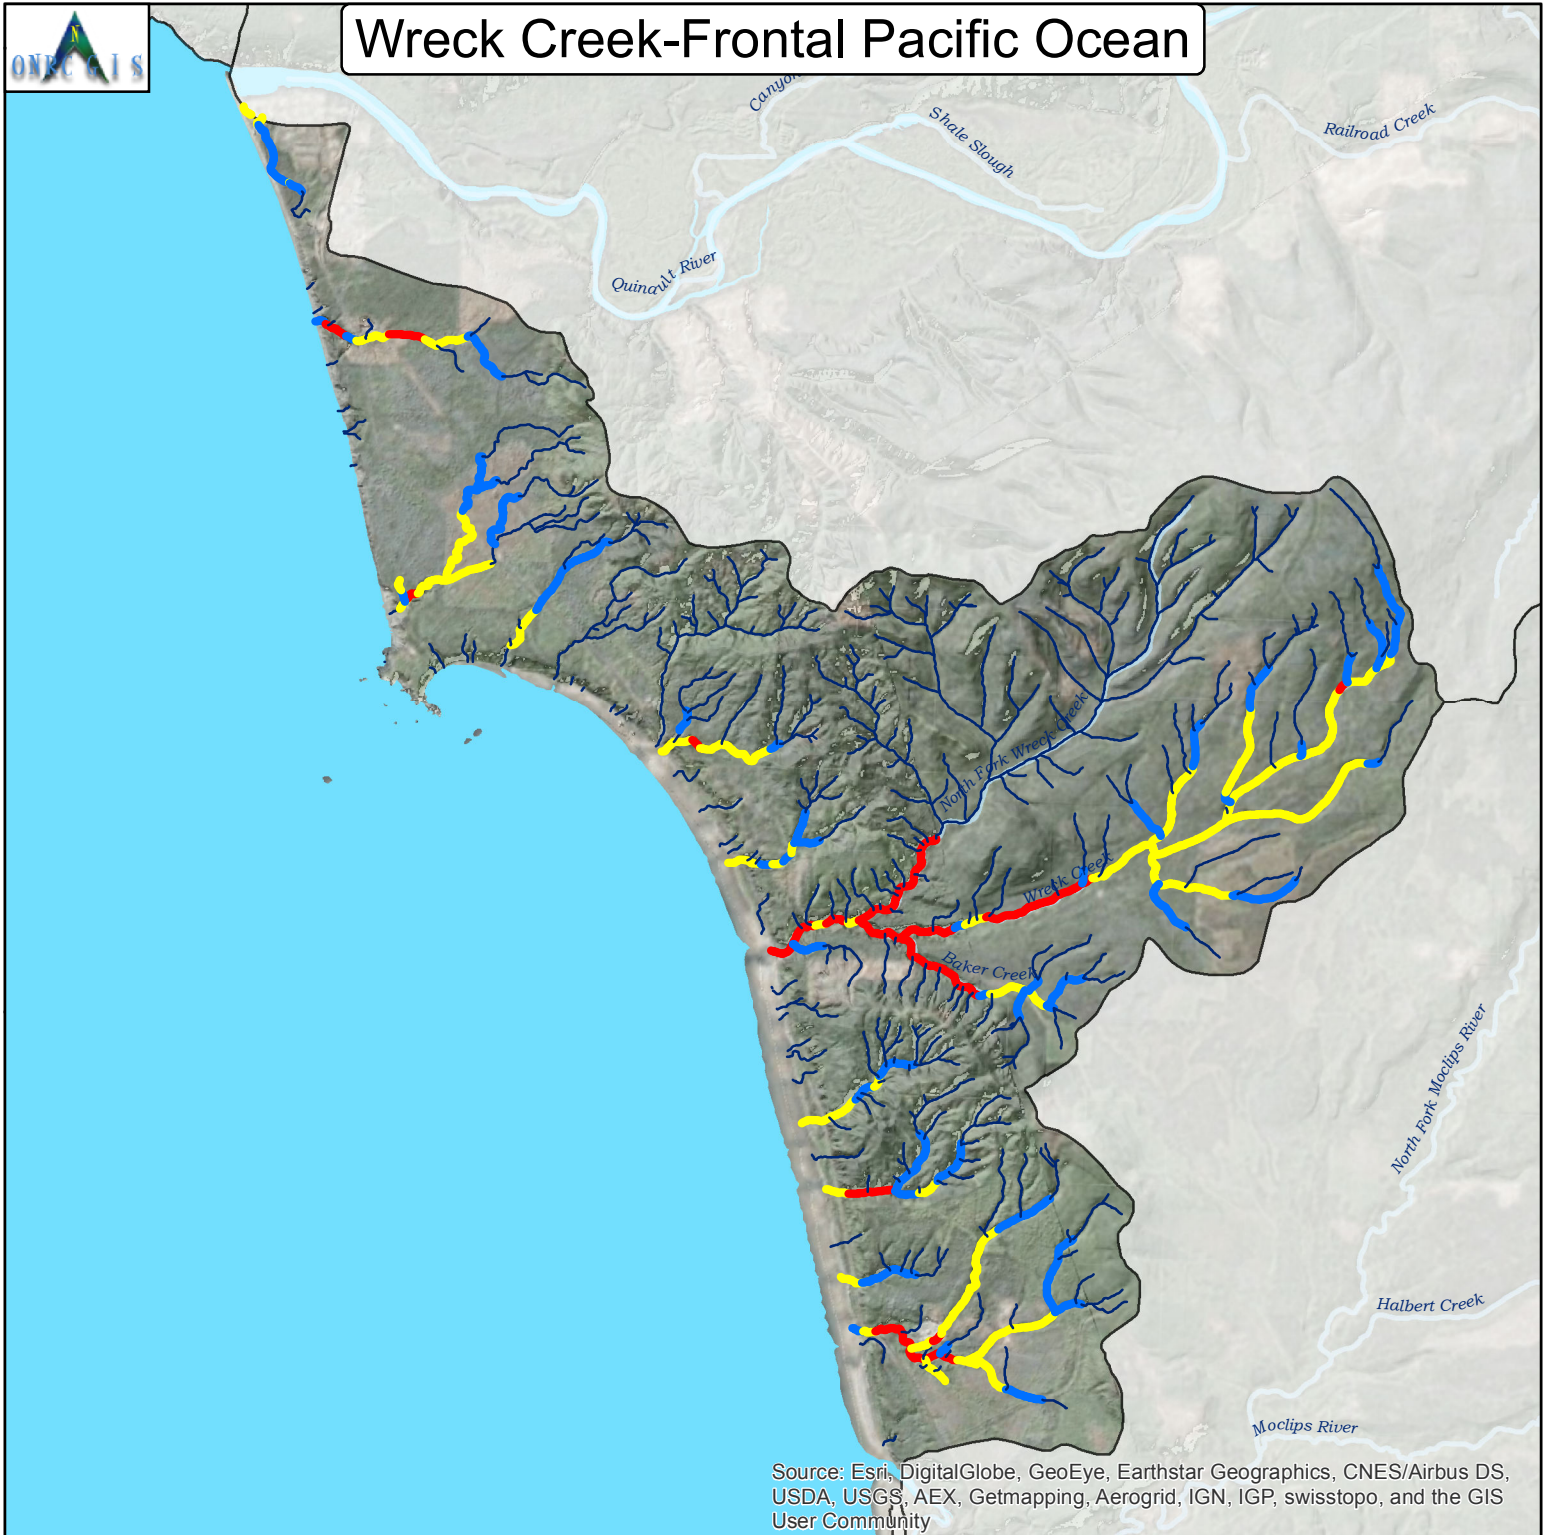 Wreck Creek-Frontal Pacific Ocean
N
ONRC GIS
Canyon
Shale Slough
Railroad Creek
Quinault River
North Fork Wreck Creek
Wreck Creek
Baker Creek
North Fork Moclips River
Halbert Creek
Moclips River
Source: Esri, DigitalGlobe, GeoEye, Earthstar Geographics, CNES/Airbus DS,
USDA, USGS, AEX, Getmapping, Aerogrid, IGN, IGP, swisstopo, and the GIS
User Community